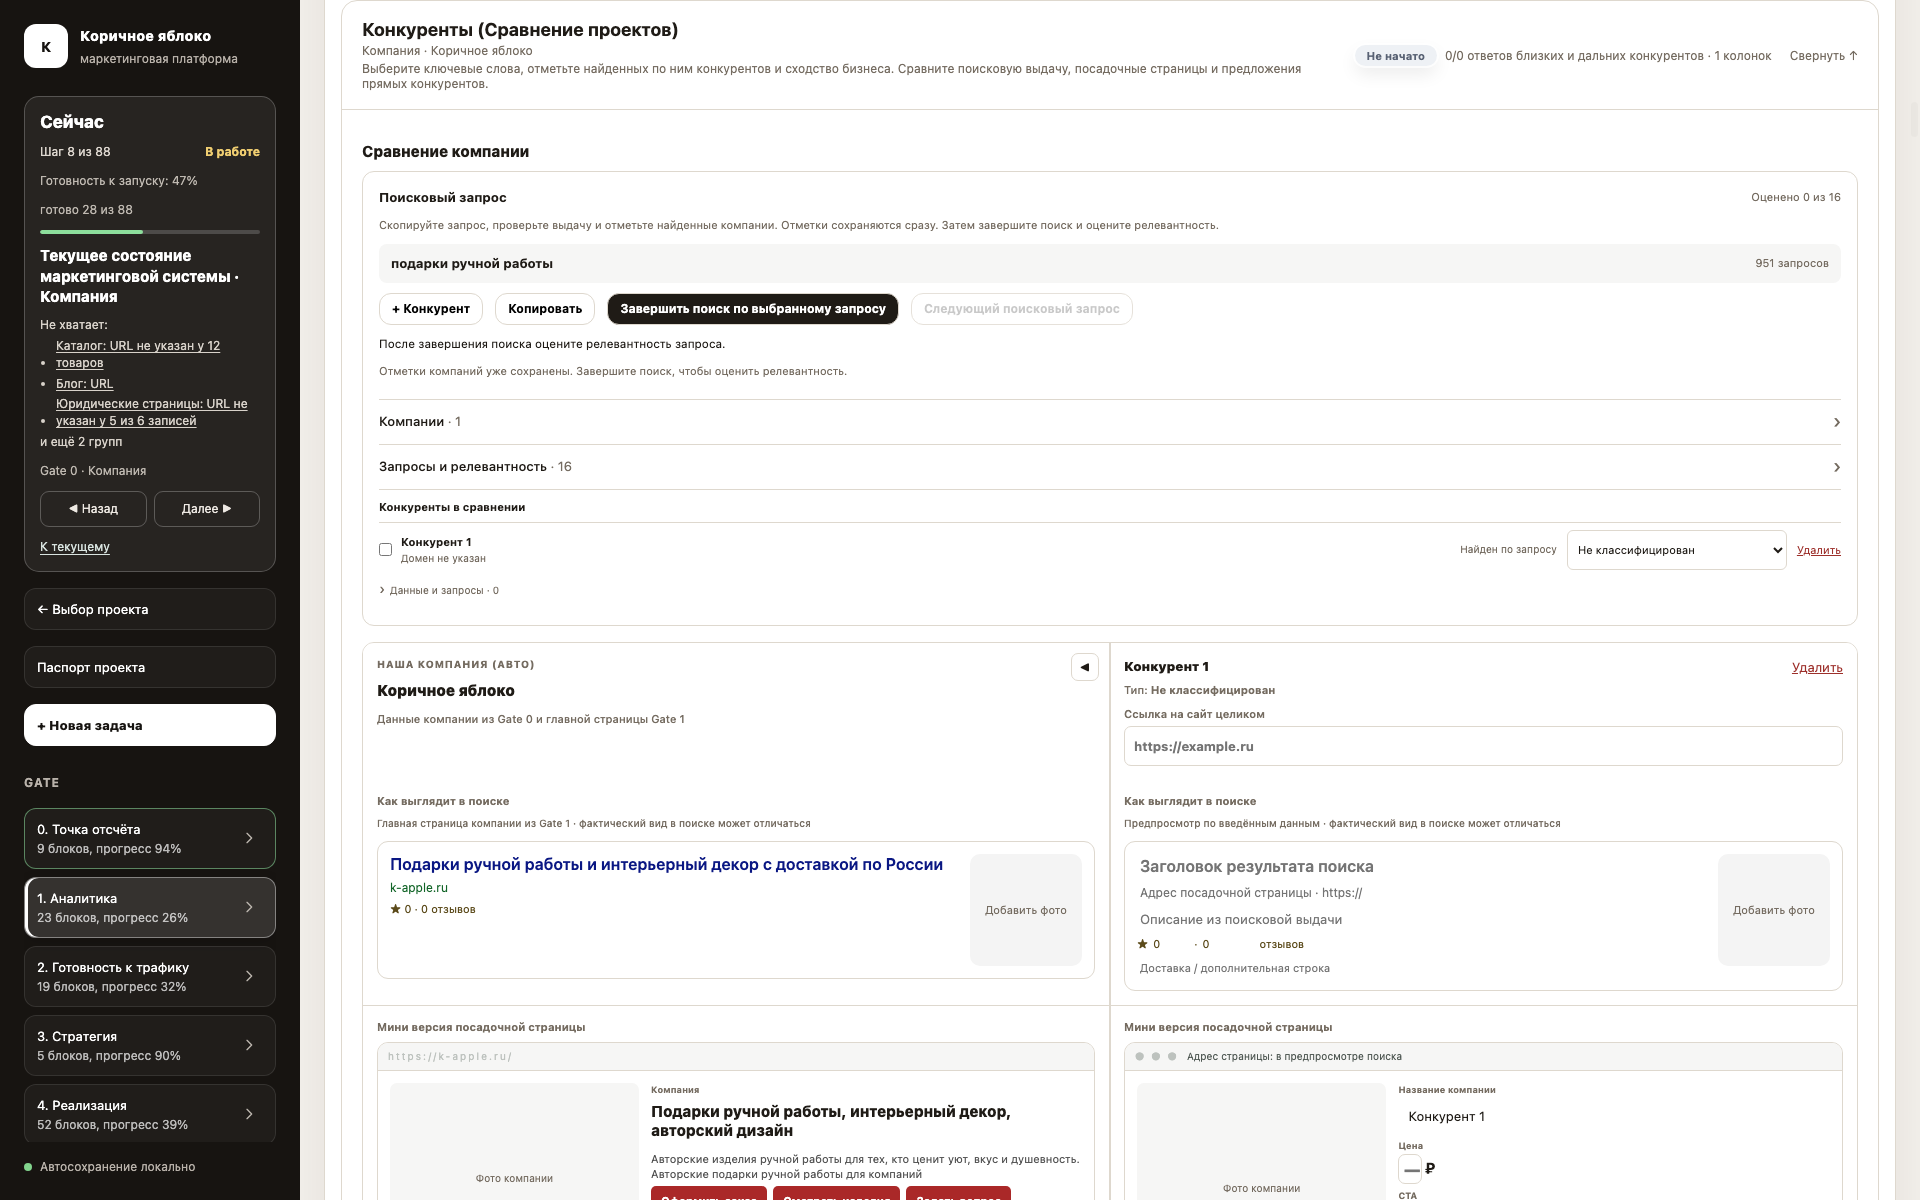 К
Коричное яблоко
маркетинговая платформа
Сейчас
Шаг 8 из 88
В работе
Готовность к запуску: 47%
готово 28 из 88
Текущее состояние
маркетинговой системы ·
Компания
Не хватает:
Каталог: URL не указан у 12
товаров
Блог: URL
Юридические страницы: URL не
указан у 5 из 6 записей
и ещё 2 групп
Gate 0 · Компания
◀ Назад
Далее ▶
К текущему
← Выбор проекта
Паспорт проекта
+ Новая задача
GATE
0. Точка отсчёта
9 блоков, прогресс 94%
1. Аналитика
23 блоков, прогресс 26%
2. Готовность к трафику
19 блоков, прогресс 32%
3. Стратегия
5 блоков, прогресс 90%
4. Реализация
52 блоков, прогресс 39%
Автосохранение локально
Конкуренты (Сравнение проектов)
Компания · Коричное яблоко
Выберите ключевые слова, отметьте найденных по ним конкурентов и сходство бизнеса. Сравните поисковую выдачу, посадочные страницы и предложения
прямых конкурентов.
Не начато
0/0 ответов близких и дальних конкурентов · 1 колонок
Свернуть ↑
Сравнение компании
Поисковый запрос
Оценено 0 из 16
Скопируйте запрос, проверьте выдачу и отметьте найденные компании. Отметки сохраняются сразу. Затем завершите поиск и оцените релевантность.
подарки ручной работы
951 запросов
+ Конкурент
Копировать
Завершить поиск по выбранному запросу
Следующий поисковый запрос
После завершения поиска оцените релевантность запроса.
Отметки компаний уже сохранены. Завершите поиск, чтобы оценить релевантность.
Компании · 1
Запросы и релевантность · 16
Конкуренты в сравнении
Конкурент 1
Домен не указан
Найден по запросу
Не классифицирован
Удалить
Данные и запросы · 0
НАША КОМПАНИЯ (АВТО)
◀
Коричное яблоко
Данные компании из Gate 0 и главной страницы Gate 1
Как выглядит в поиске
Главная страница компании из Gate 1 · фактический вид в поиске может отличаться
Подарки ручной работы и интерьерный декор с доставкой по России
k-apple.ru
★ 0 · 0 отзывов
Добавить фото
Мини версия посадочной страницы
https://k-apple.ru/
Фото компании
Компания
Подарки ручной работы, интерьерный декор,
авторский дизайн
Авторские изделия ручной работы для тех, кто ценит уют, вкус и душевность.
Авторские подарки ручной работы для компаний
Конкурент 1
Удалить
Тип: Не классифицирован
Ссылка на сайт целиком
https://example.ru
Как выглядит в поиске
Предпросмотр по введённым данным · фактический вид в поиске может отличаться
Заголовок результата поиска
Адрес посадочной страницы · https://
Описание из поисковой выдачи
★ 0 · 0 отзывов
Доставка / дополнительная строка
Добавить фото
Мини версия посадочной страницы
Адрес страницы: в предпросмотре поиска
Фото компании
Название компании
Конкурент 1
Цена
— ₽
СТА